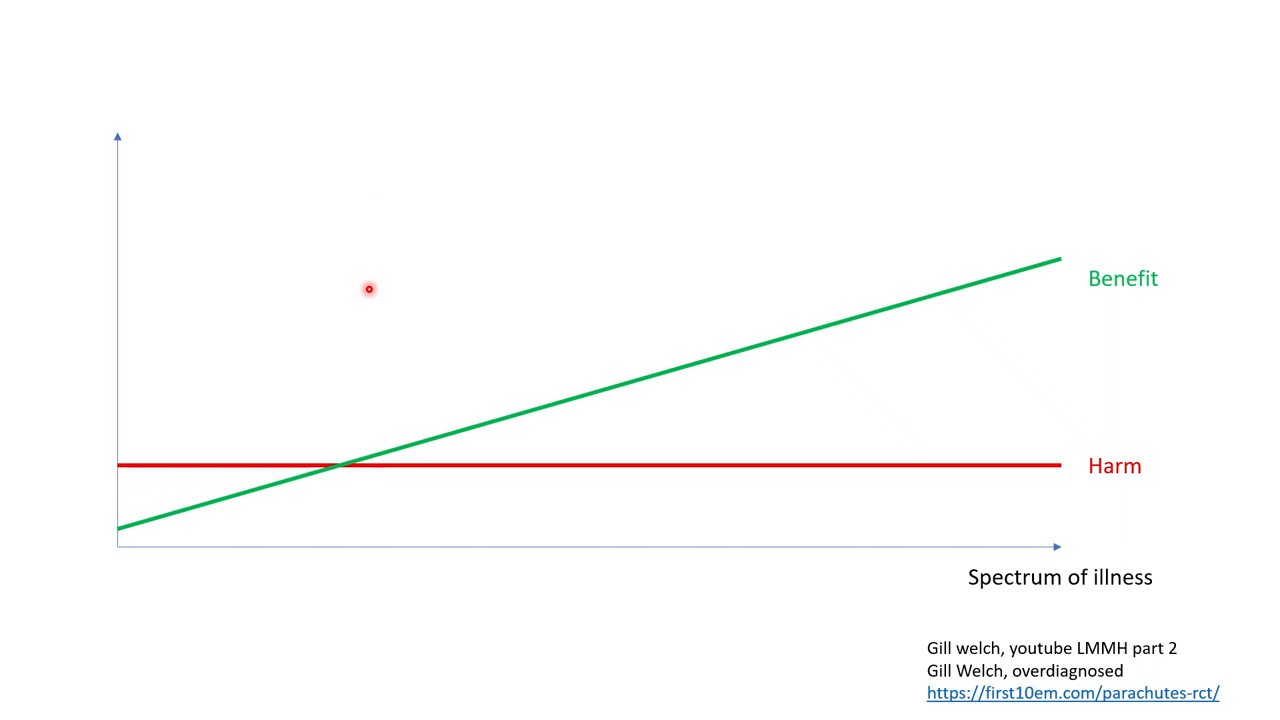 Benefit
Harm
Spectrum of illness
Gill welch, youtube LMMH part 2
Gill Welch, overdiagnosed
https://first10em.com/parachutes-rct/